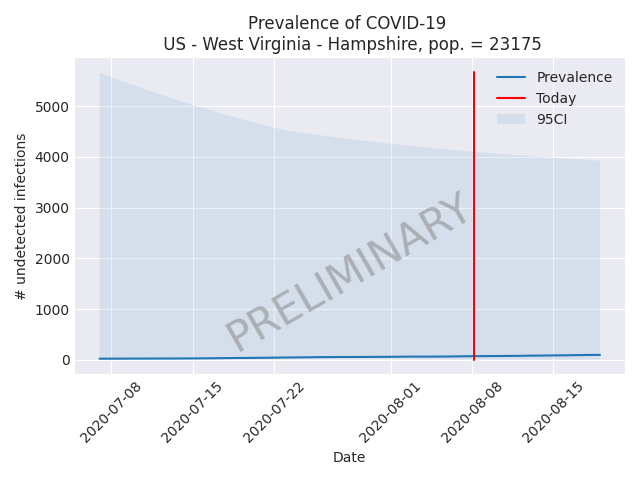 Prevalence of COVID-19
US - West Virginia - Hampshire, pop. = 23175
# undetected infections
5000
4000
3000
2000
1000
0
Prevalence
Today
95CI
PRELIMINARY
2020-07-08
2020-07-15
2020-07-22
2020-08-01
2020-08-08
2020-08-15
Date